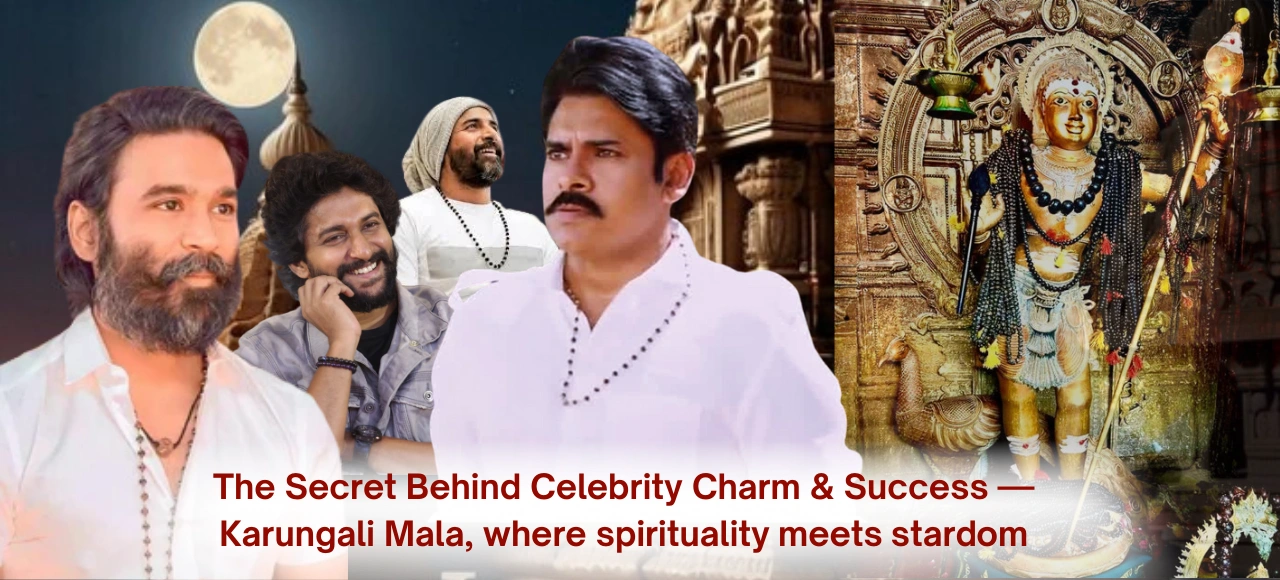 The Secret Behind Celebrity Charm & Success —
Karungali Mala, where spirituality meets stardom